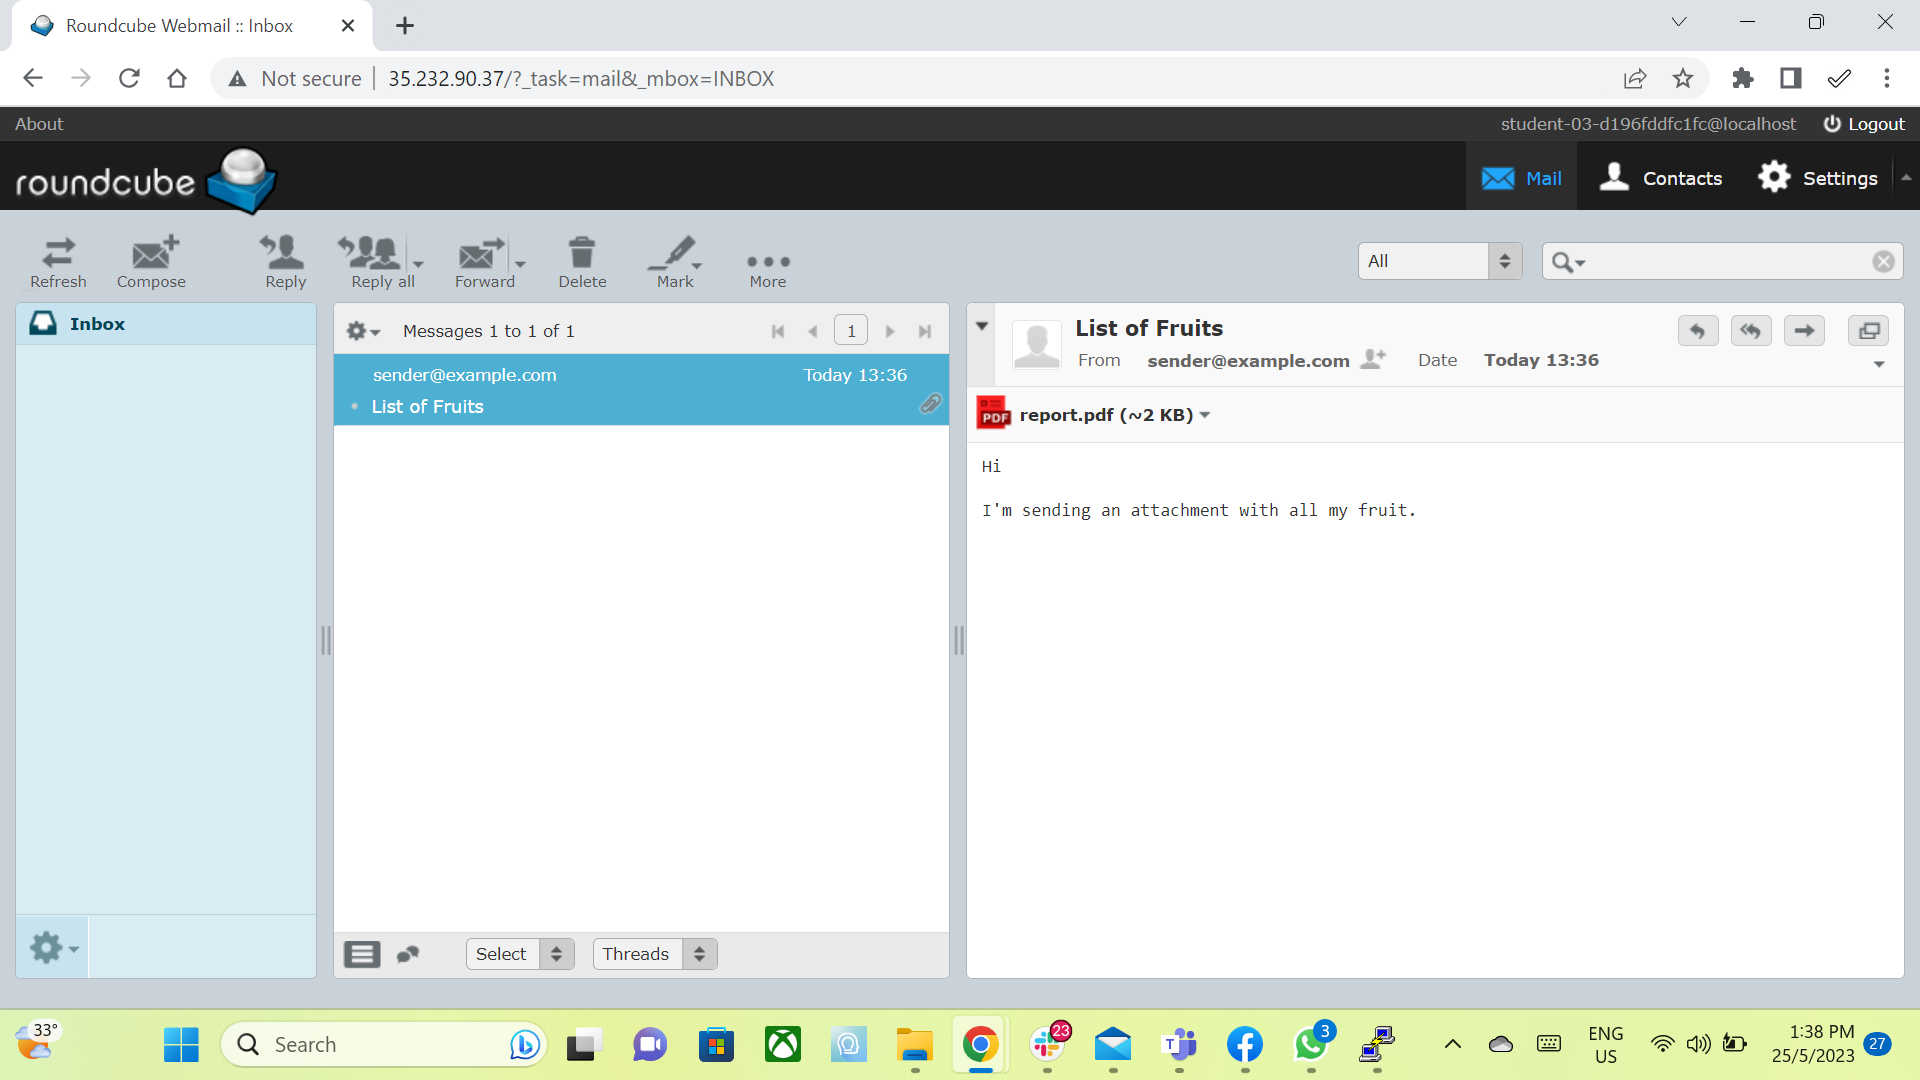 Roundcube Webmail :: Inbox
Not secure | 35.232.90.37/?_task=mail&_mbox=INBOX
About
student-03-d196fddfc1fc@localhost Logout
roundcube
Mail Contacts Settings
Refresh Compose Reply Reply all Forward Delete Mark More
All
Inbox
Messages 1 to 1 of 1
1
sender@example.com Today 13:36
List of Fruits
Select Threads
List of Fruits
From sender@example.com Date Today 13:36
PDF report.pdf (~2 KB)
Hi
I'm sending an attachment with all my fruit.
33°
Search
23
T
3
ENG
US
1:38 PM
25/5/2023
27